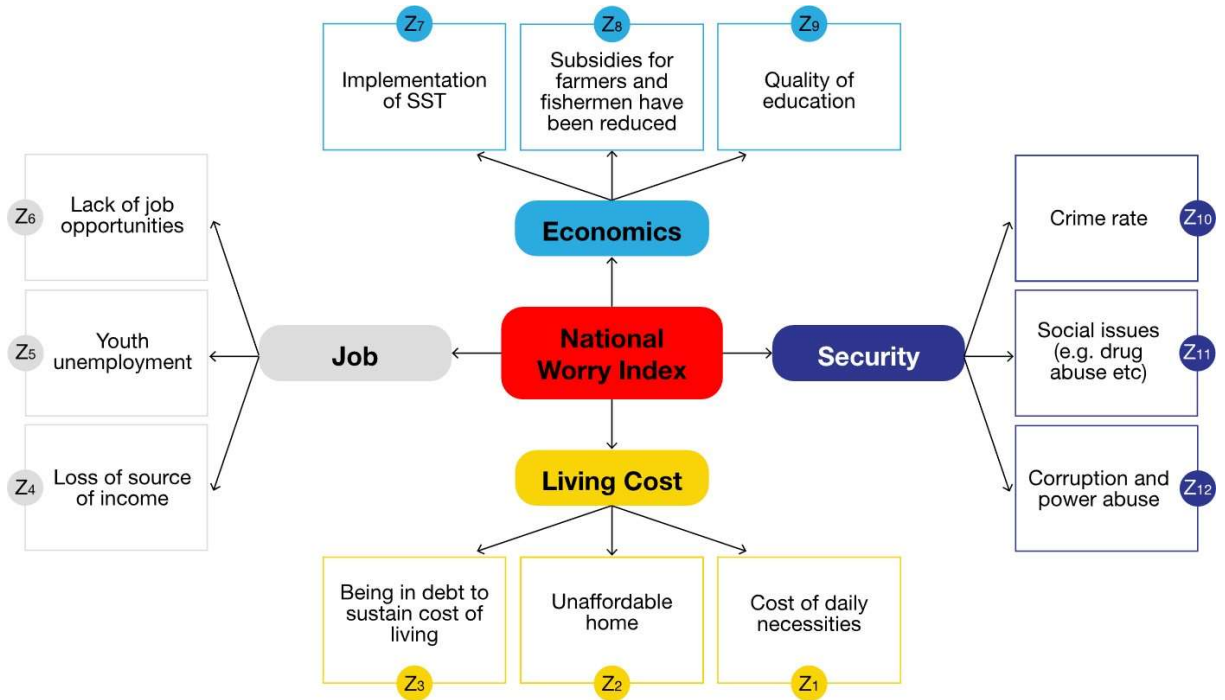 Z7
Implementation
of SST
Z8
Subsidies for
farmers and
fishermen have
been reduced
Z9
Quality of
education
Z6
Lack of job
opportunities
Z5
Youth
unemployment
Z4
Loss of source
of income
Economics
Job
National
Worry Index
Security
Living Cost
Crime rate
Z10
Social issues
(e.g. drug
abuse etc)
Z11
Corruption and
power abuse
Z12
Being in debt to
sustain cost of
living
Z3
Unaffordable
home
Z2
Cost of daily
necessities
Z1